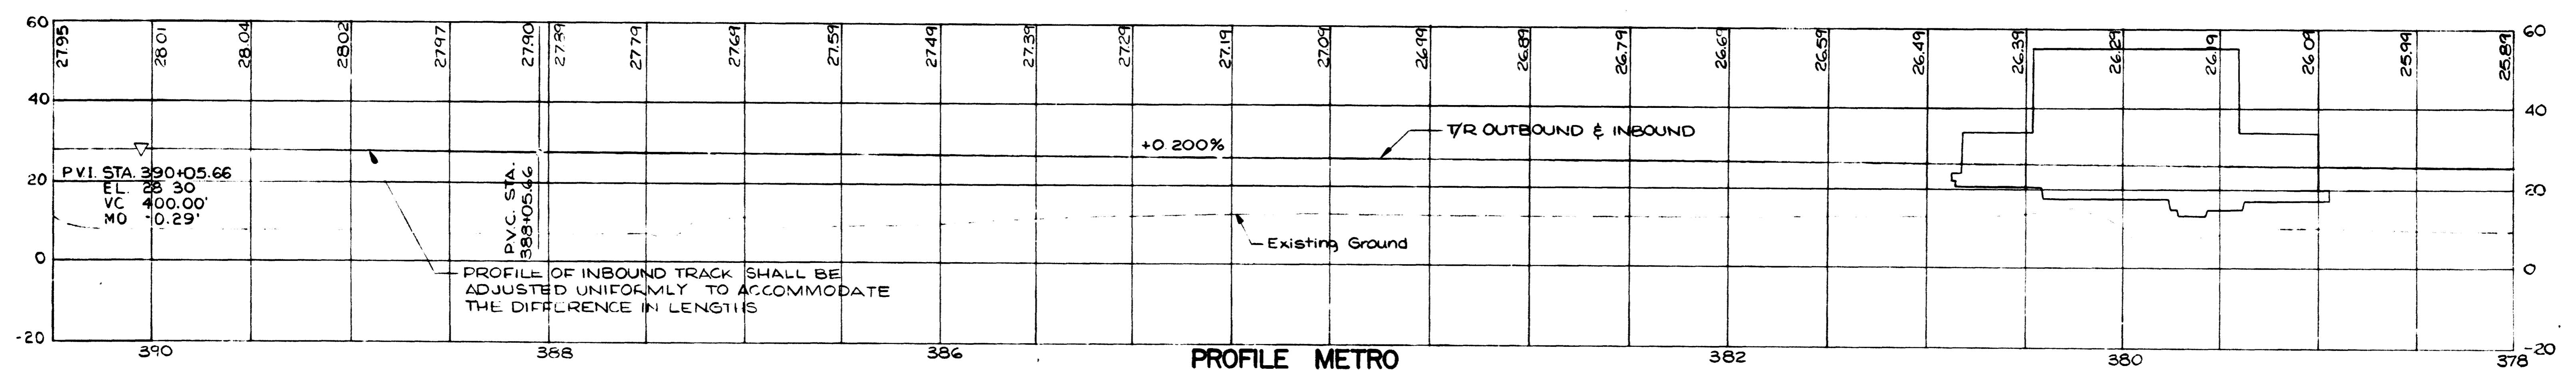 60 27.95 28.01 28.04 28.02 27.97 27.90 27.89 27.79 27.69 27.59 27.49 27.39 27.29 27.19 27.09 26.99 26.89 26.79 26.69 26.59 26.49 26.39 26.29 26.19 26.09 25.99 25.89 60
40 40
T/R OUTBOUND & INBOUND
+0.200%
P.V.I. STA. 390+05.66
EL. 28.30
VC 400.00'
MO -0.29'
20 20
P.V.C. STA.
388+05.66
Existing Ground
0 0
PROFILE OF INBOUND TRACK SHALL BE
ADJUSTED UNIFORMLY TO ACCOMMODATE
THE DIFFERENCE IN LENGTHS
-20 -20
390 388 386 382 380 378
PROFILE METRO